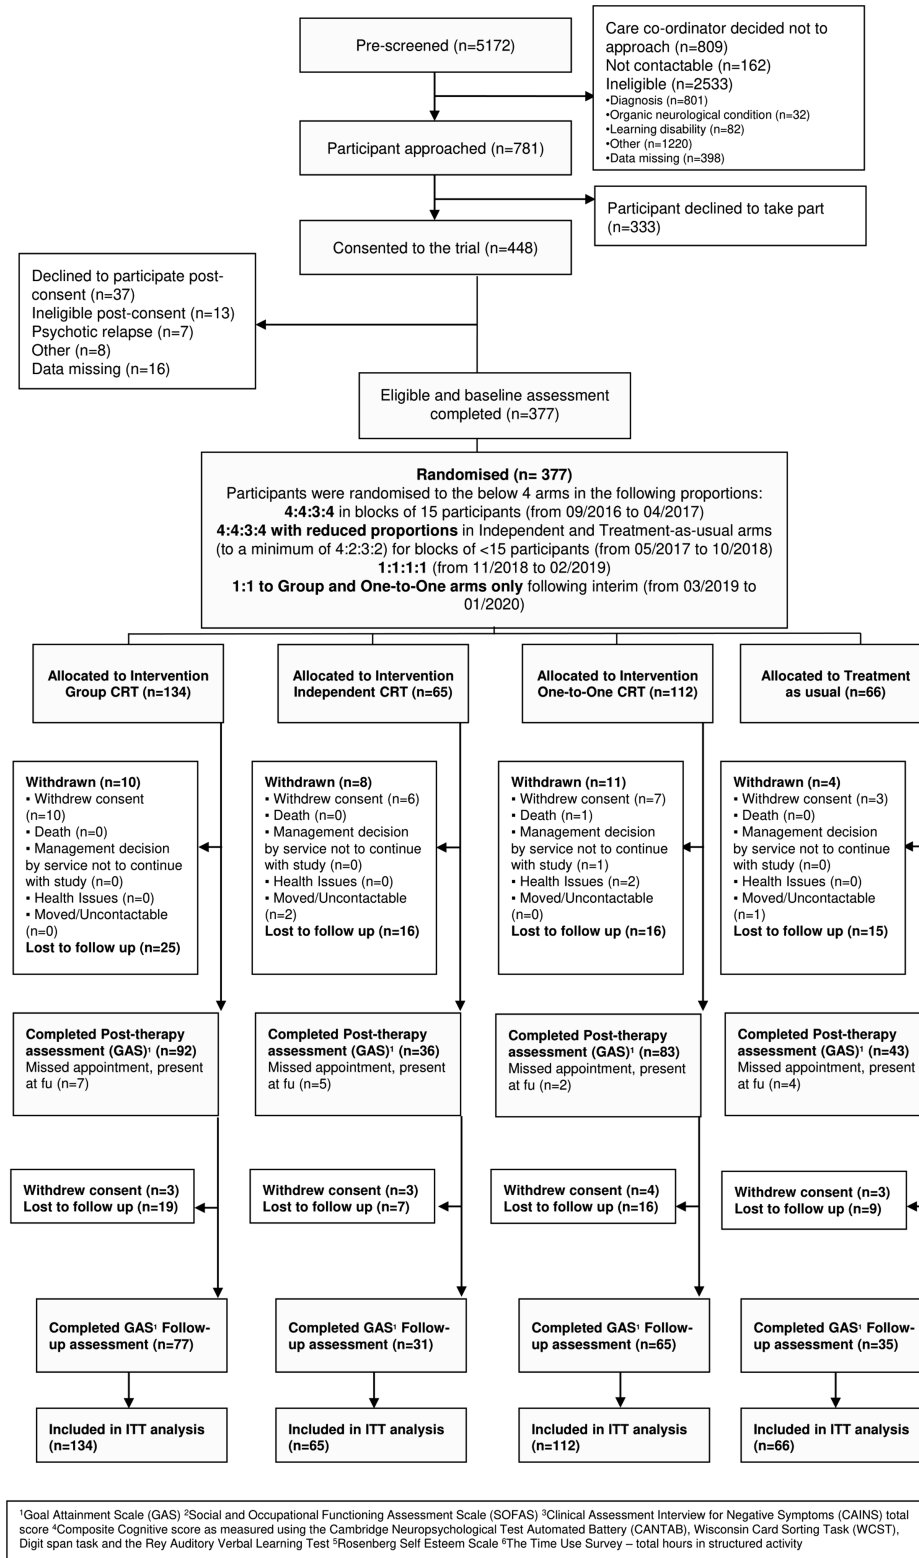 Pre-screened (n=5172)
Care co-ordinator decided not to
approach (n=809)
Not contactable (n=162)
Ineligible (n=2533)
•Diagnosis (n=801)
•Organic neurological condition (n=32)
•Learning disability (n=82)
•Other (n=1220)
•Data missing (n=398)
Participant approached (n=781)
Participant declined to take part
(n=333)
Consented to the trial (n=448)
Declined to participate post-
consent (n=37)
Ineligible post-consent (n=13)
Psychotic relapse (n=7)
Other (n=8)
Data missing (n=16)
Eligible and baseline assessment
completed (n=377)
Randomised (n= 377)
Participants were randomised to the below 4 arms in the following proportions:
4:4:3:4 in blocks of 15 participants (from 09/2016 to 04/2017)
4:4:3:4 with reduced proportions in Independent and Treatment-as-usual arms
(to a minimum of 4:2:3:2) for blocks of <15 participants (from 05/2017 to 10/2018)
1:1:1:1 (from 11/2018 to 02/2019)
1:1 to Group and One-to-One arms only following interim (from 03/2019 to
01/2020)
Allocated to Intervention
Group CRT (n=134)
Allocated to Intervention
Independent CRT (n=65)
Allocated to Intervention
One-to-One CRT (n=112)
Allocated to Treatment
as usual (n=66)
Withdrawn (n=10)
▪ Withdrew consent
(n=10)
▪ Death (n=0)
▪ Management decision
by service not to continue
with study (n=0)
▪ Health Issues (n=0)
▪ Moved/Uncontactable
(n=0)
Lost to follow up (n=25)
Withdrawn (n=8)
▪ Withdrew consent (n=6)
▪ Death (n=0)
▪ Management decision
by service not to continue
with study (n=0)
▪ Health Issues (n=0)
▪ Moved/Uncontactable
(n=2)
Lost to follow up (n=16)
Withdrawn (n=11)
▪ Withdrew consent (n=7)
▪ Death (n=1)
▪ Management decision
by service not to continue
with study (n=1)
▪ Health Issues (n=2)
▪ Moved/Uncontactable
(n=0)
Lost to follow up (n=16)
Withdrawn (n=4)
▪ Withdrew consent (n=3)
▪ Death (n=0)
▪ Management decision
by service not to continue
with study (n=0)
▪ Health Issues (n=0)
▪ Moved/Uncontactable
(n=1)
Lost to follow up (n=15)
Completed Post-therapy
assessment (GAS)¹ (n=92)
Missed appointment, present
at fu (n=7)
Completed Post-therapy
assessment (GAS)¹ (n=36)
Missed appointment, present
at fu (n=5)
Completed Post-therapy
assessment (GAS)¹ (n=83)
Missed appointment, present
at fu (n=2)
Completed Post-therapy
assessment (GAS)¹ (n=43)
Missed appointment, present
at fu (n=4)
Withdrew consent (n=3)
Lost to follow up (n=19)
Withdrew consent (n=3)
Lost to follow up (n=7)
Withdrew consent (n=4)
Lost to follow up (n=16)
Withdrew consent (n=3)
Lost to follow up (n=9)
Completed GAS¹ Follow-
up assessment (n=77)
Completed GAS¹ Follow-
up assessment (n=31)
Completed GAS¹ Follow-
up assessment (n=65)
Completed GAS¹ Follow-
up assessment (n=35)
Included in ITT analysis
(n=134)
Included in ITT analysis
(n=65)
Included in ITT analysis
(n=112)
Included in ITT analysis
(n=66)
¹Goal Attainment Scale (GAS) ²Social and Occupational Functioning Assessment Scale (SOFAS) ³Clinical Assessment Interview for Negative Symptoms (CAINS) total
score ⁴Composite Cognitive score as measured using the Cambridge Neuropsychological Test Automated Battery (CANTAB), Wisconsin Card Sorting Task (WCST),
Digit span task and the Rey Auditory Verbal Learning Test ⁵Rosenberg Self Esteem Scale ⁶The Time Use Survey – total hours in structured activity